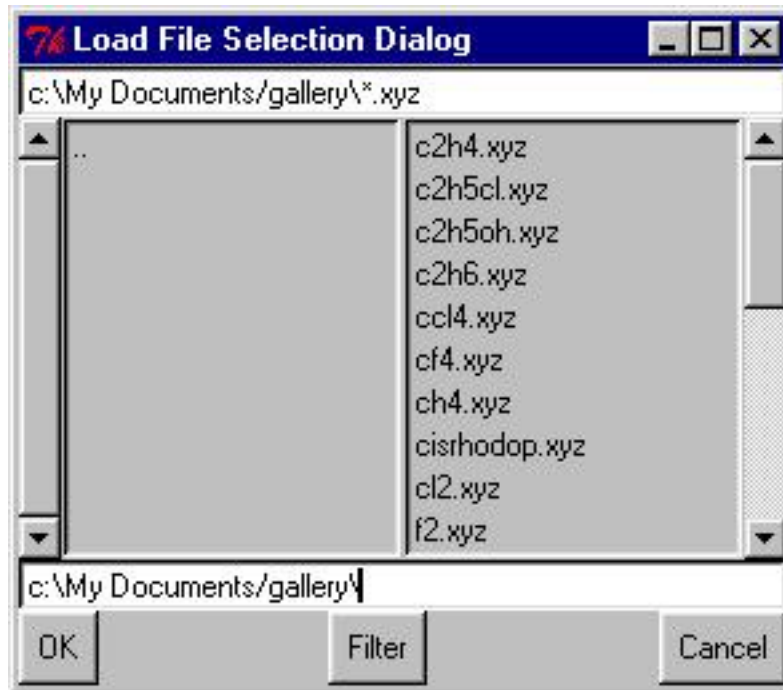 Tk Load File Selection Dialog
c:\My Documents/gallery\*.xyz
..
c2h4.xyz
c2h5cl.xyz
c2h5oh.xyz
c2h6.xyz
ccl4.xyz
cf4.xyz
ch4.xyz
cisrhodop.xyz
cl2.xyz
f2.xyz
c:\My Documents/gallery\
OK Filter Cancel